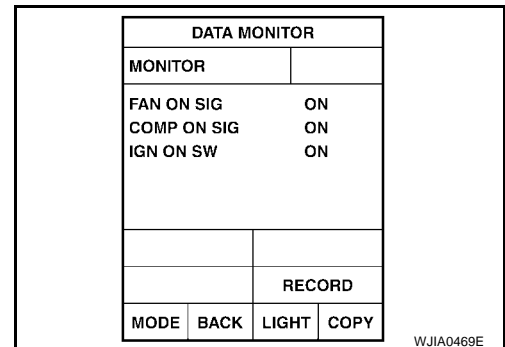 DATA MONITOR
MONITOR
FAN ON SIG ON
COMP ON SIG ON
IGN ON SW ON
RECORD
MODE BACK LIGHT COPY
WJIA0469E